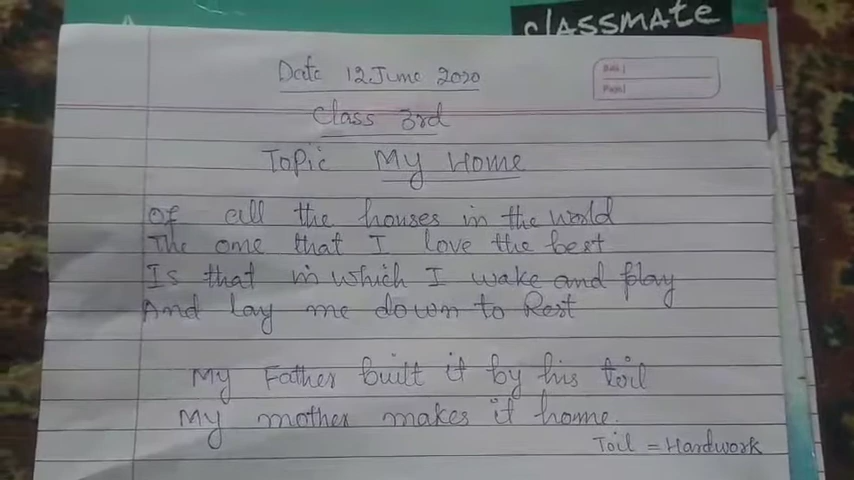 classmate
Date 12 June 2020
Class 3rd
Topic My Home
Of all the houses in the world
The one that I love the best
Is that in which I wake and play
And lay me down to Rest
My Father built it by his toil
My mother makes it home.
Toil = Hardwork